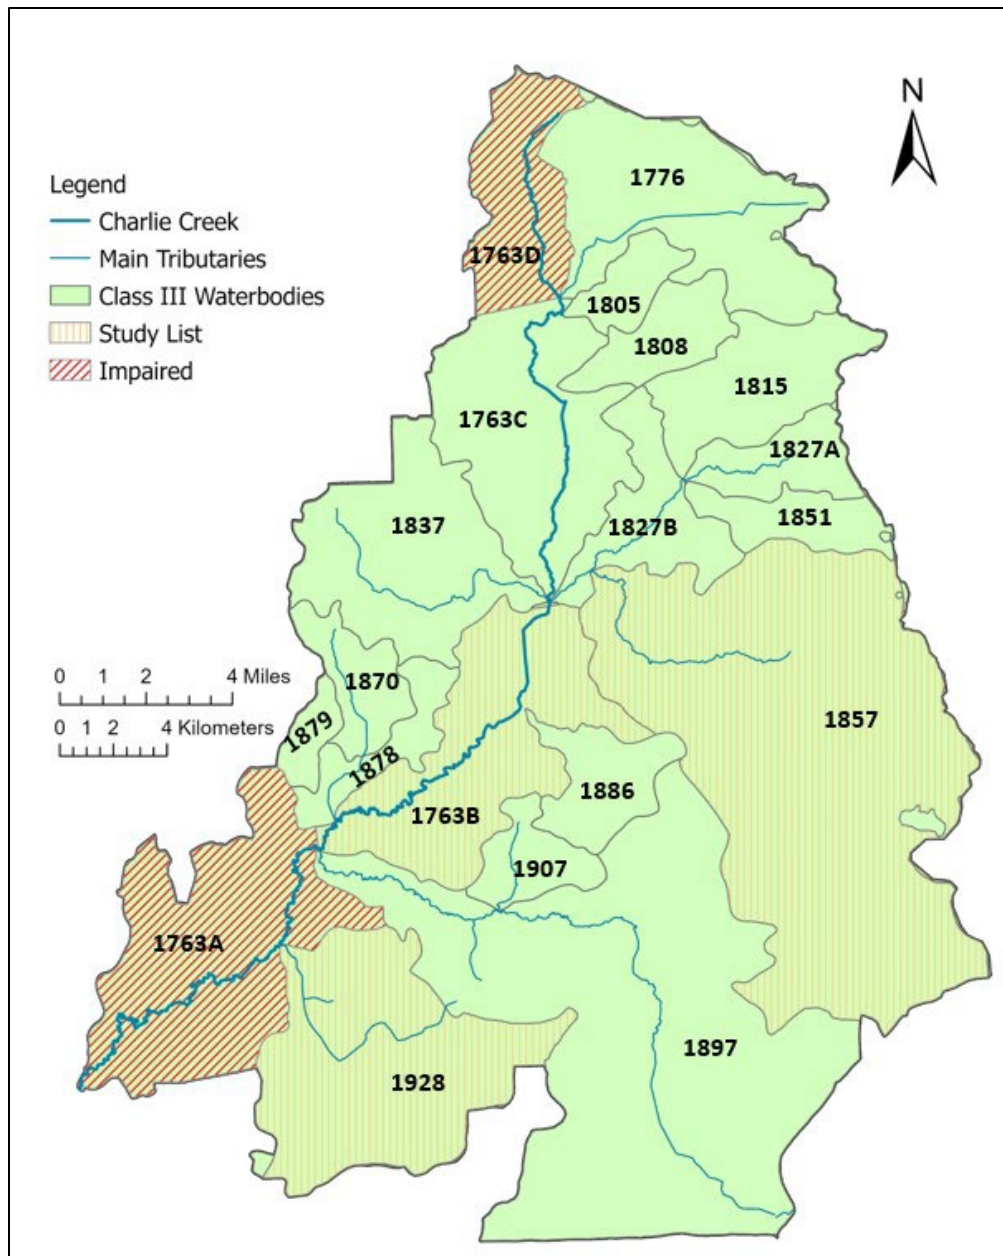 N
1776
Legend
Charlie Creek
Main Tributaries
Class III Waterbodies
Study List
Impaired
1763D
1805
1808
1815
1763C
1827A
1851
1837
1827B
0 1 2 4 Miles
0 1 2 4 Kilometers
1870
1879
1878
1857
1886
1763B
1907
1763A
1897
1928